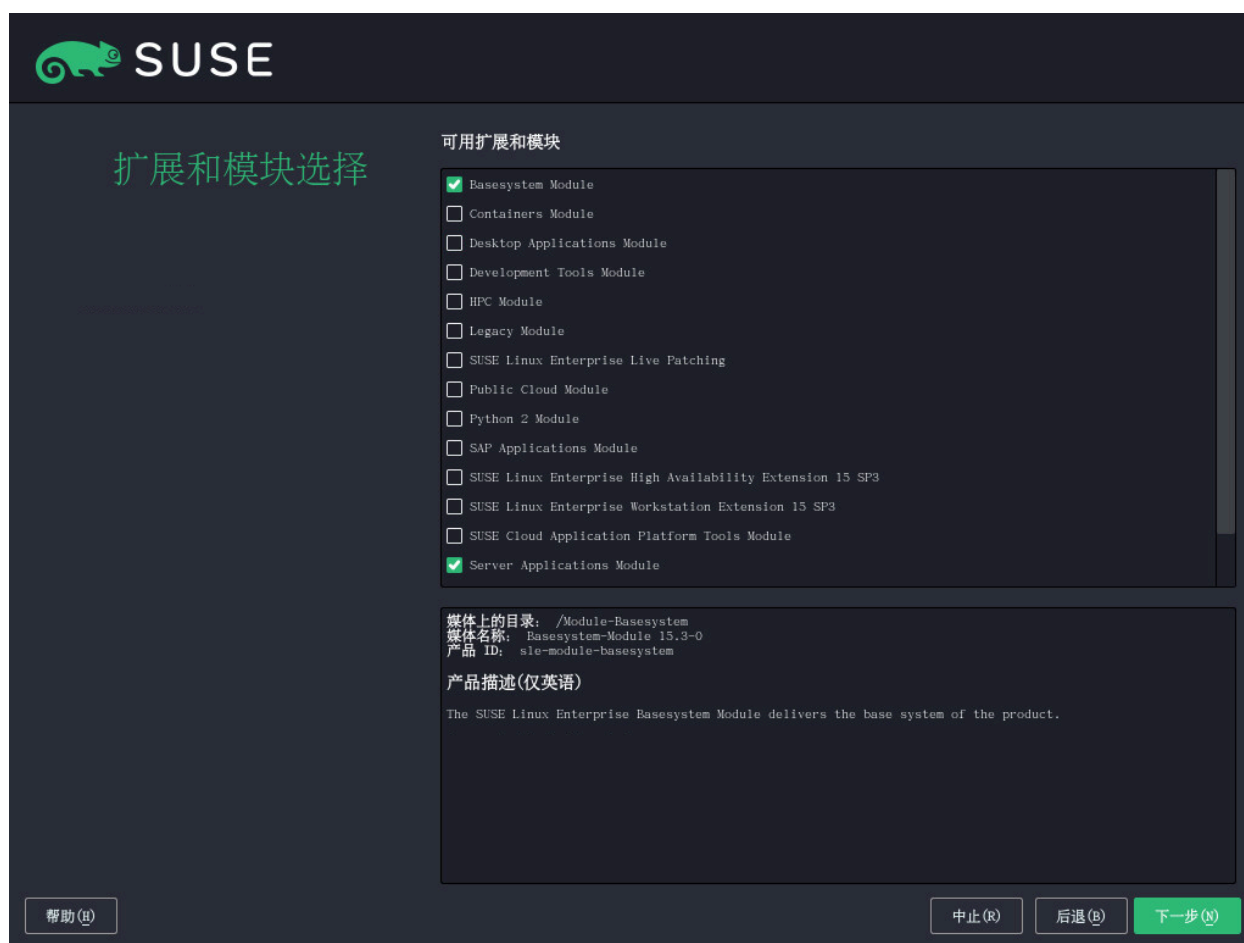 SUSE
扩展和模块选择
可用扩展和模块
Basesystem Module
Containers Module
Desktop Applications Module
Development Tools Module
HPC Module
Legacy Module
SUSE Linux Enterprise Live Patching
Public Cloud Module
Python 2 Module
SAP Applications Module
SUSE Linux Enterprise High Availability Extension 15 SP3
SUSE Linux Enterprise Workstation Extension 15 SP3
SUSE Cloud Application Platform Tools Module
Server Applications Module
媒体上的目录: /Module-Basesystem
媒体名称: Basesystem-Module 15.3-0
产品 ID: sle-module-basesystem
产品描述(仅英语)
The SUSE Linux Enterprise Basesystem Module delivers the base system of the product.
帮助(H)
中止(R)
后退(B)
下一步(N)